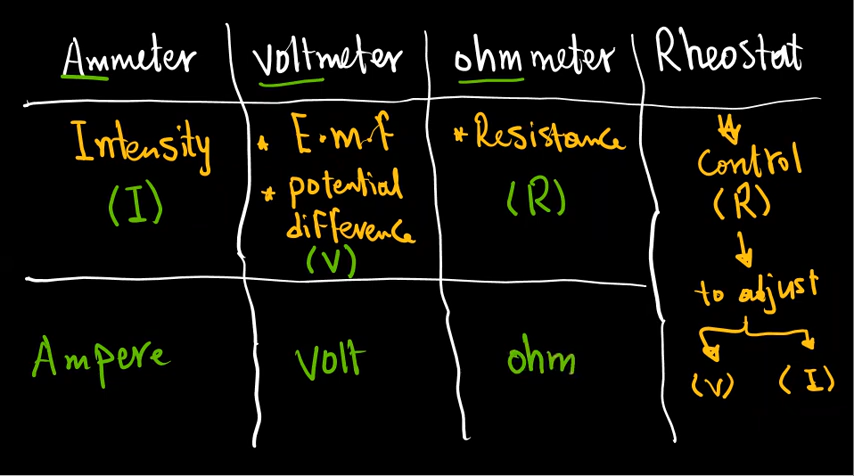 Ammeter
voltmeter
ohmmeter
Rheostat
Intensity
(I)
* E.m.f
* potential
difference
(V)
* Resistance
(R)
control
(R)
to adjust
(V) (I)
Ampere
volt
ohm